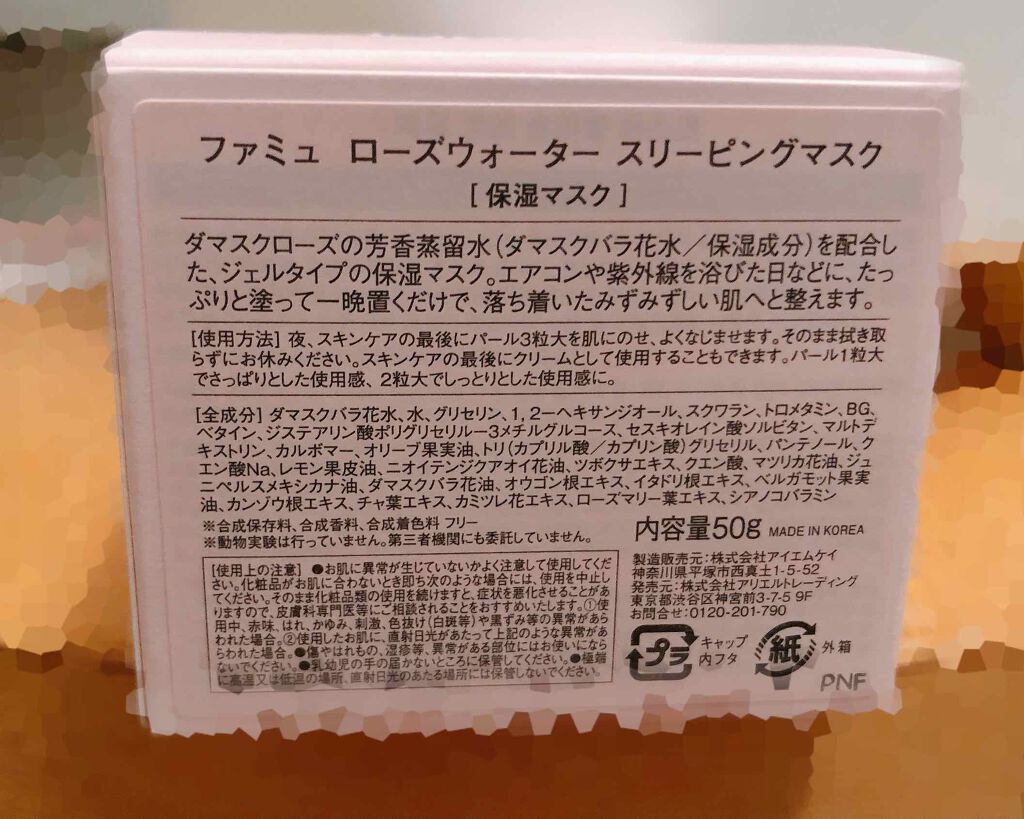 ファミュ ローズウォーター スリーピングマスク
[ 保湿マスク ]
ダマスクローズの芳香蒸留水(ダマスクバラ花水/保湿成分)を配合し
た、ジェルタイプの保湿マスク。エアコンや紫外線を浴びた日などに、たっ
ぷりと塗って一晩置くだけで、落ち着いたみずみずしい肌へと整えます。
[使用方法] 夜、スキンケアの最後にパール3粒大を肌にのせ、よくなじませます。そのまま拭き取
らずにお休みください。スキンケアの最後にクリームとして使用することもできます。パール1粒大
でさっぱりとした使用感、2粒大でしっとりとした使用感に。
[全成分] ダマスクバラ花水、水、グリセリン、1, 2−ヘキサンジオール、スクワラン、トロメタミン、BG、
ベタイン、ジステアリン酸ポリグリセリル−3メチルグルコース、セスキオレイン酸ソルビタン、マルトデ
キストリン、カルボマー、オリーブ果実油、トリ(カプリル酸/カプリン酸)グリセリル、パンテノール、ク
エン酸Na、レモン果皮油、ニオイテンジクアオイ花油、ツボクサエキス、クエン酸、マツリカ花油、ジュ
ニペルスメキシカナ油、ダマスクバラ花油、オウゴン根エキス、イタドリ根エキス、ベルガモット果実
油、カンゾウ根エキス、チャ葉エキス、カミツレ花エキス、ローズマリー葉エキス、シアノコバラミン
※合成保存料、合成香料、合成着色料 フリー
※動物実験は行っていません。第三者機関にも委託していません。
内容量50g MADE IN KOREA
[使用上の注意] ●お肌に異常が生じていないかよく注意して使用してくだ
さい。化粧品がお肌に合わないとき即ち次のような場合には、使用を中止し
てください。そのまま化粧品類の使用を続けますと、症状を悪化させることがあ
りますので、皮膚科専門医等にご相談されることをおすすめいたします。①使
用中、赤味、はれ、かゆみ、刺激、色抜け(白斑等)や黒ずみ等の異常があら
われた場合。②使用したお肌に、直射日光があたって上記のような異常があ
らわれた場合。●傷やはれもの、湿疹等、異常がある部位にはお使いになら
ないでください。●乳幼児の手の届かないところに保管してください。●極端
に高温又は低温の場所、直射日光のあたる場所には保管しないでください。
製造販売元:株式会社アイエムケイ
神奈川県平塚市西真土1-5-52
発売元:株式会社アリエルトレーディング
東京都渋谷区神宮前3-7-5 9F
お問合せ:0120-201-790
プラ キャップ
内フタ
紙 外箱
PNF